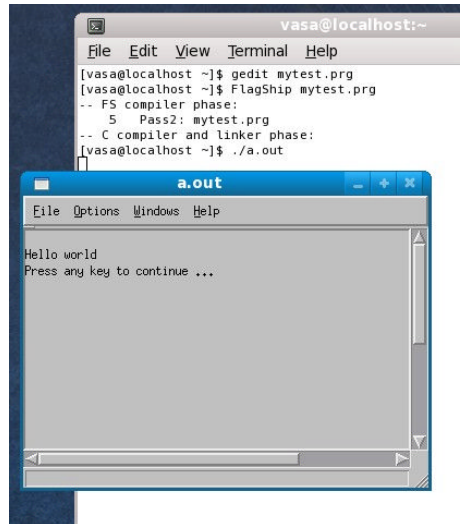 vasa@localhost:~
File Edit View Terminal Help
[vasa@localhost ~]$ gedit mytest.prg
[vasa@localhost ~]$ FlagShip mytest.prg
-- FS compiler phase:
    5   Pass2: mytest.prg
-- C compiler and linker phase:
[vasa@localhost ~]$ ./a.out
a.out
File Options Windows Help
Hello world
Press any key to continue ...